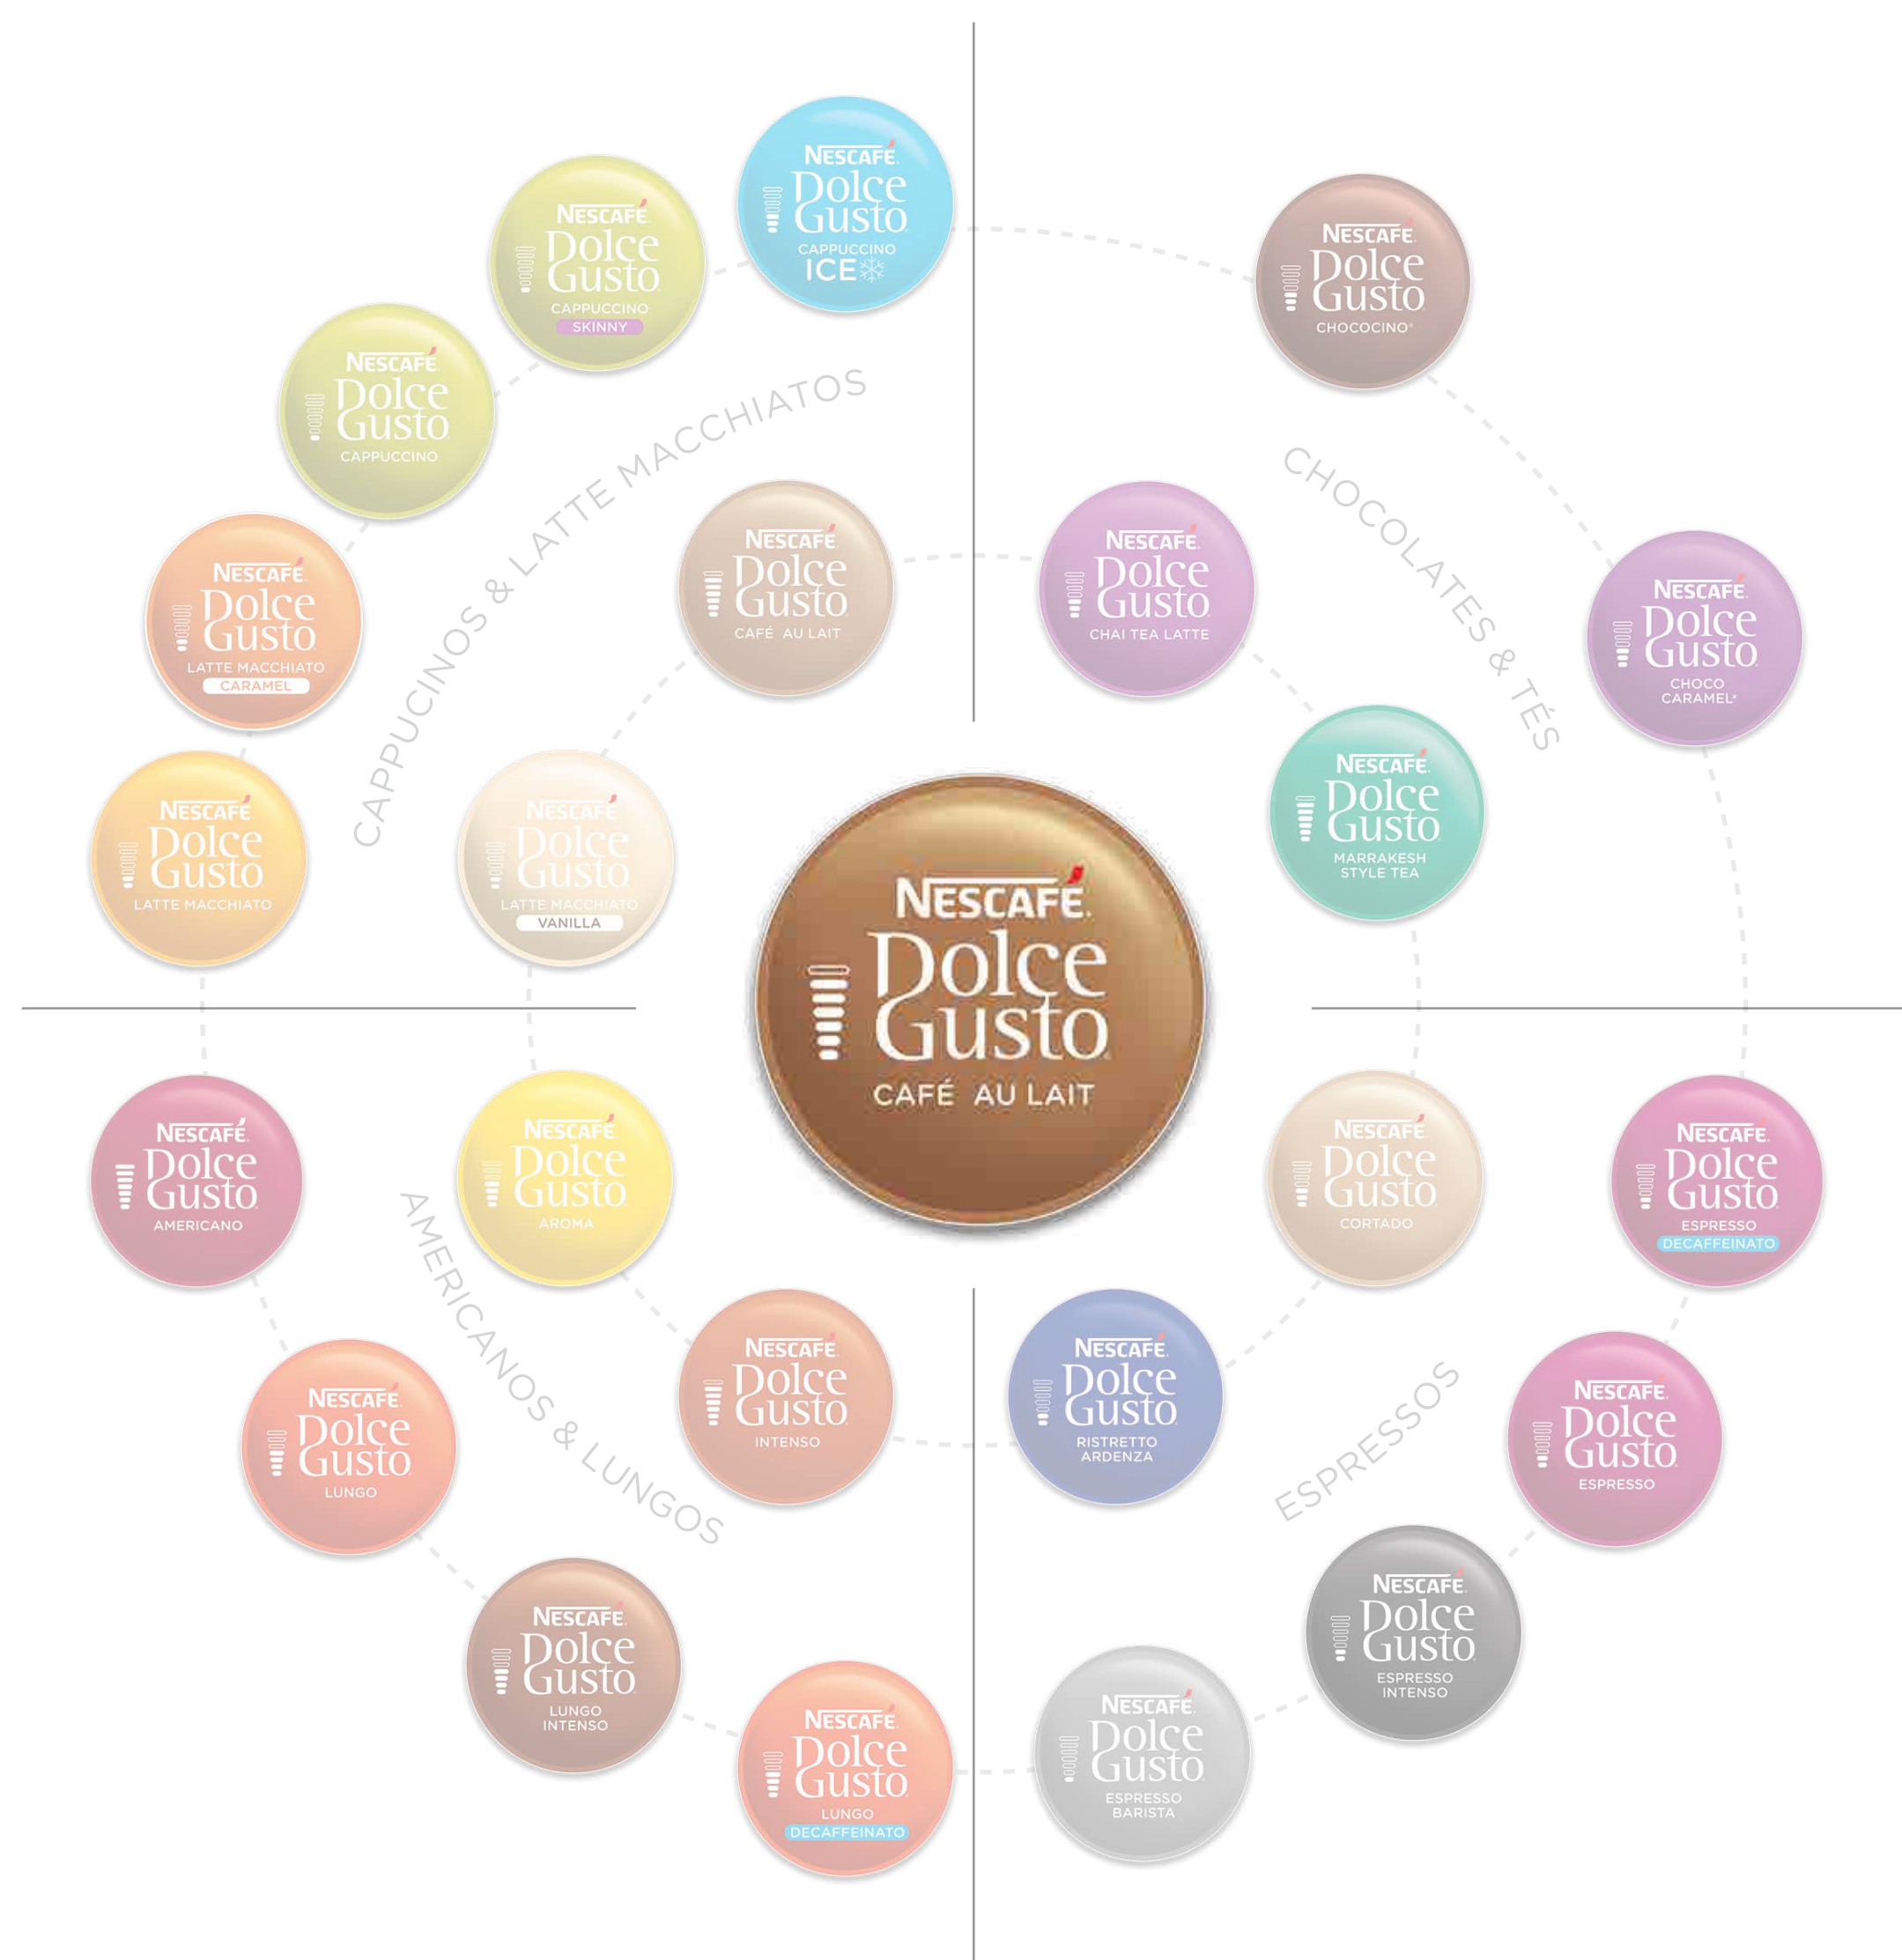 NESCAFÉ.
Dolce
Gusto
CAPPUCCINO
ICE
NESCAFÉ.
Dolce
Gusto
CAPPUCCINO
SKINNY
NESCAFÉ.
Dolce
Gusto
CAPPUCCINO
NESCAFÉ.
Dolce
Gusto
LATTE MACCHIATO
CARAMEL
NESCAFÉ.
Dolce
Gusto
LATTE MACCHIATO
CAPPUCINOS & LATTE MACCHIATOS
NESCAFÉ.
Dolce
Gusto
CAFÉ AU LAIT
NESCAFÉ.
Dolce
Gusto
LATTE MACCHIATO
VANILLA
NESCAFÉ.
Dolce
Gusto
CHOCOCINO®
CHOCOLATES & TÉS
NESCAFÉ.
Dolce
Gusto
CHAI TEA LATTE
NESCAFÉ.
Dolce
Gusto
CHOCO
CARAMEL*
NESCAFÉ.
Dolce
Gusto
MARRAKESH
STYLE TEA
NESCAFÉ.
Dolce
Gusto
CAFÉ AU LAIT
NESCAFÉ.
Dolce
Gusto
AMERICANO
NESCAFÉ.
Dolce
Gusto
AROMA
AMERICANOS & LUNGOS
NESCAFÉ.
Dolce
Gusto
LUNGO
NESCAFÉ.
Dolce
Gusto
INTENSO
NESCAFÉ.
Dolce
Gusto
LUNGO
INTENSO
NESCAFÉ.
Dolce
Gusto
LUNGO
DECAFFEINATO
NESCAFÉ.
Dolce
Gusto
CORTADO
NESCAFÉ.
Dolce
Gusto
ESPRESSO
DECAFFEINATO
NESCAFÉ.
Dolce
Gusto
RISTRETTO
ARDENZA
ESPRESSOS
NESCAFÉ.
Dolce
Gusto
ESPRESSO
NESCAFÉ.
Dolce
Gusto
ESPRESSO
INTENSO
NESCAFÉ.
Dolce
Gusto
ESPRESSO
BARISTA